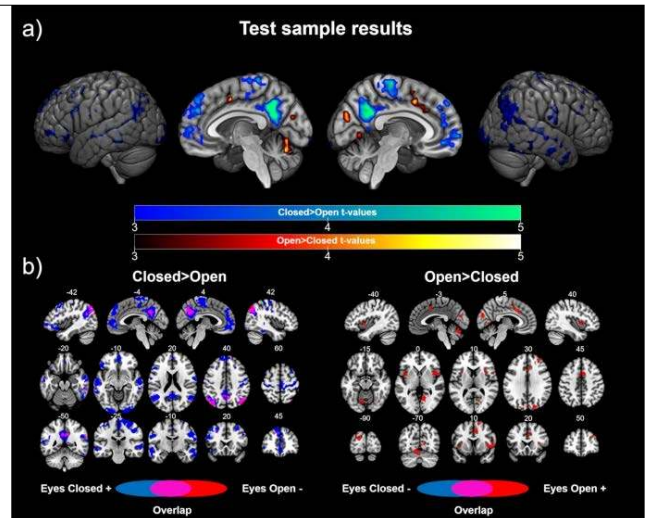 a)
Test sample results
Closed>Open t-values
3 4 5
Open>Closed t-values
3 4 5
b)
Closed>Open
Open>Closed
-42 -4 4 42
-40 -3 5 40
-20 -10 20 40 60
-15 0 10 30 45
-50 -20 -10 20 45
-90 -70 10 20 50
Eyes Closed + Eyes Open -
Overlap
Eyes Closed - Eyes Open +
Overlap